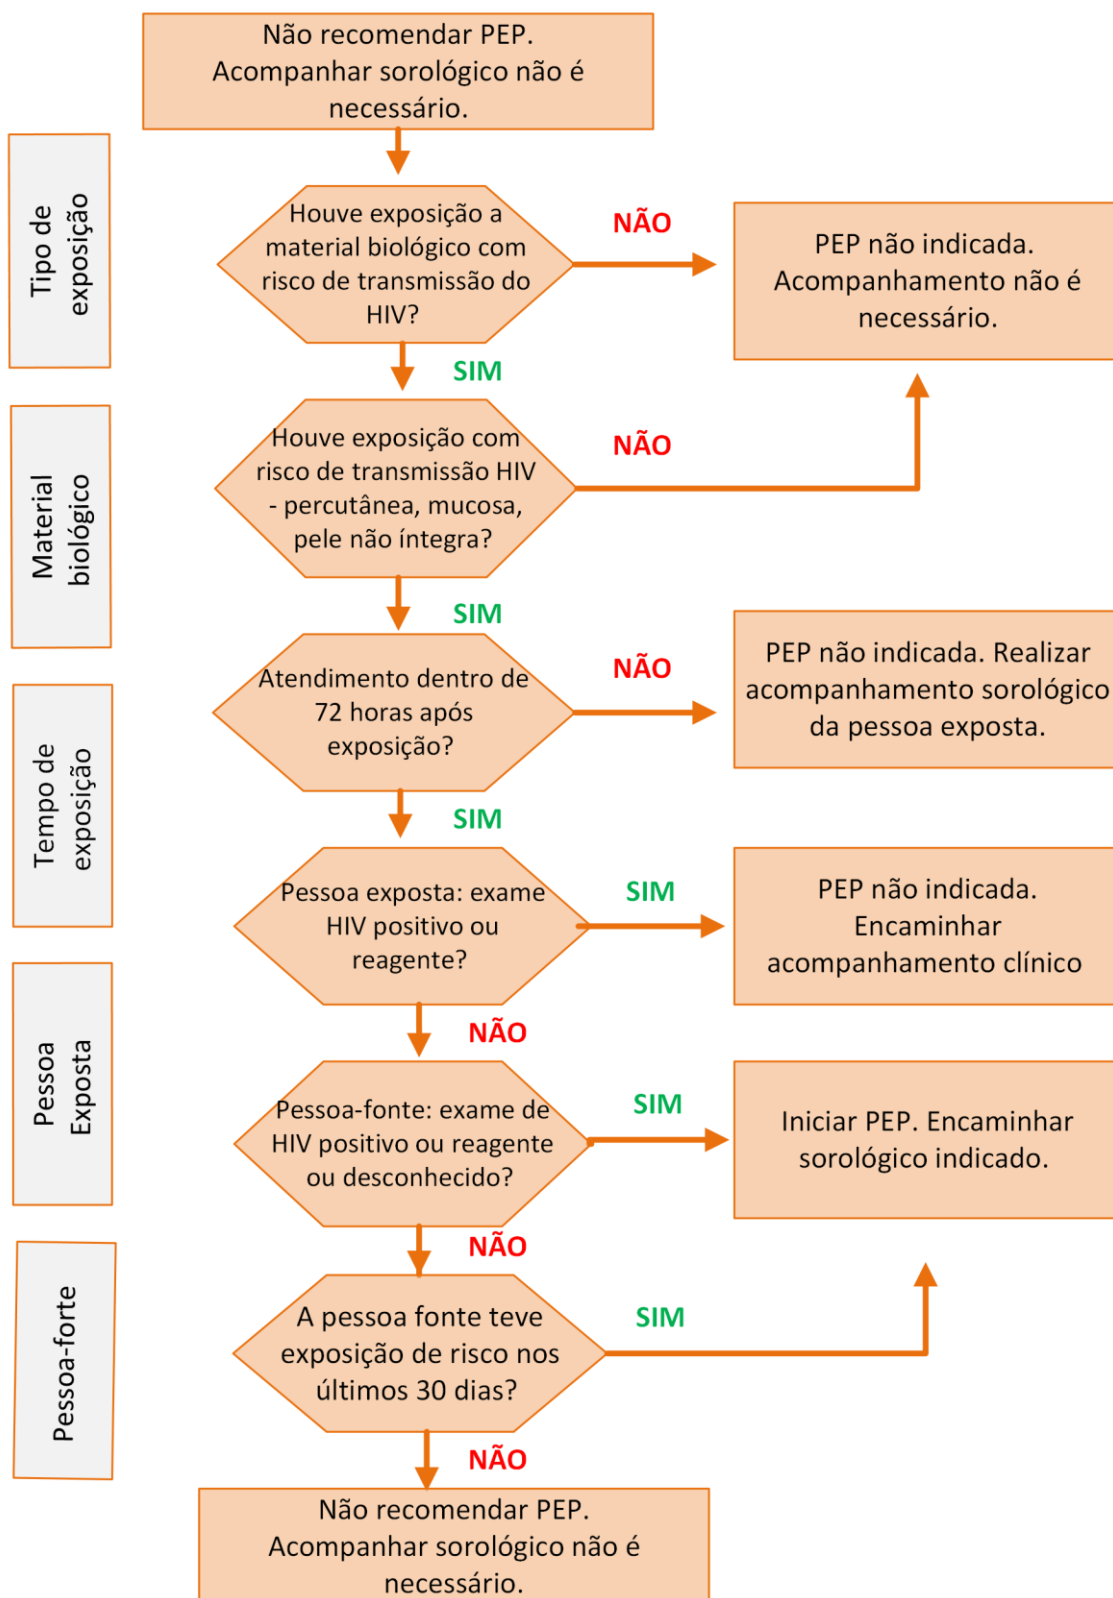 Não recomendar PEP.
Acompanhar sorológico não é
necessário.
Tipo de
exposição
Houve exposição a
material biológico com
risco de transmissão do
HIV?
NÃO
PEP não indicada.
Acompanhamento não é
necessário.
SIM
Material
biológico
Houve exposição com
risco de transmissão HIV
- percutânea, mucosa,
pele não íntegra?
NÃO
SIM
Tempo de
exposição
Atendimento dentro de
72 horas após
exposição?
NÃO
PEP não indicada. Realizar
acompanhamento sorológico
da pessoa exposta.
SIM
Pessoa
Exposta
Pessoa exposta: exame
HIV positivo ou
reagente?
SIM
PEP não indicada.
Encaminhar
acompanhamento clínico
NÃO
Pessoa-fonte: exame de
HIV positivo ou reagente
ou desconhecido?
SIM
Iniciar PEP. Encaminhar
sorológico indicado.
NÃO
Pessoa-forte
A pessoa fonte teve
exposição de risco nos
últimos 30 dias?
SIM
NÃO
Não recomendar PEP.
Acompanhar sorológico não é
necessário.